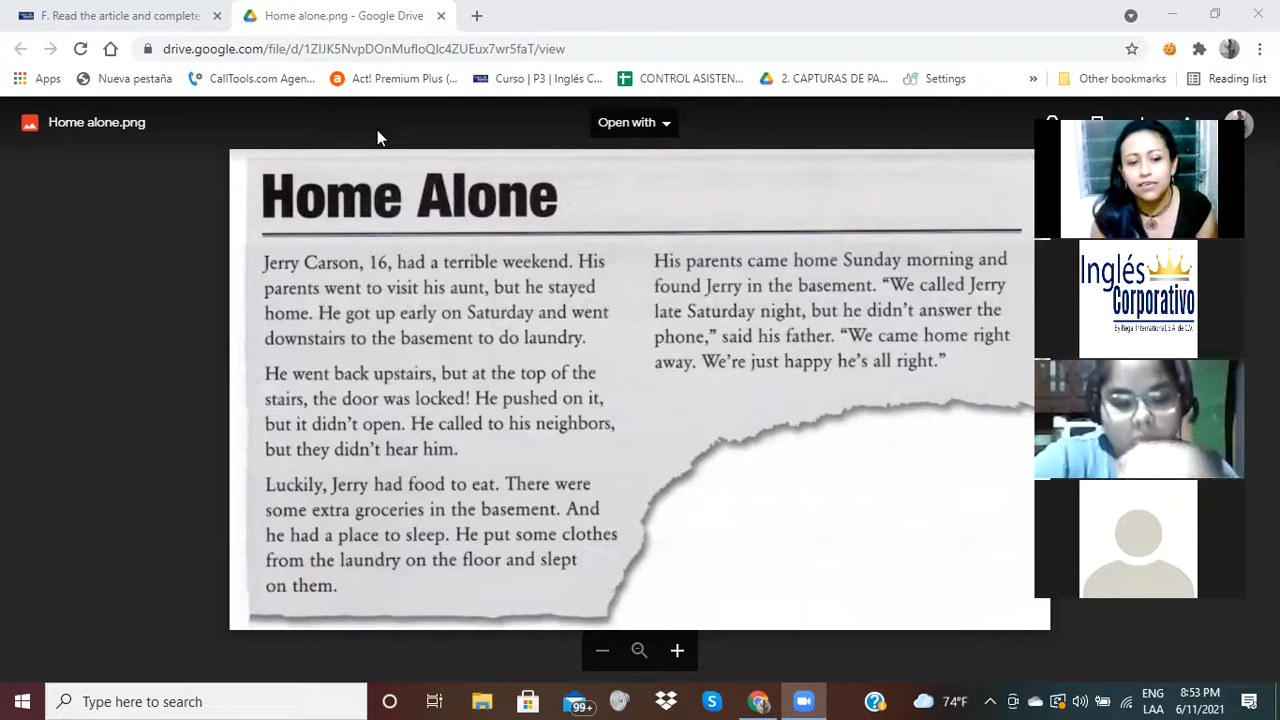 F. Read the article and complete
Home alone.png - Google Drive
drive.google.com/file/d/1ZIJK5NvpDOnMufloQIc4ZUEux7wr5faT/view
Apps
Nueva pestaña
CallTools.com Agen...
Act! Premium Plus (...
Curso | P3 | Inglés C...
CONTROL ASISTEN...
2. CAPTURAS DE PA...
Settings
»
Other bookmarks
Reading list
Home alone.png
Open with
Home Alone
Jerry Carson, 16, had a terrible weekend. His
parents went to visit his aunt, but he stayed
home. He got up early on Saturday and went
downstairs to the basement to do laundry.
He went back upstairs, but at the top of the
stairs, the door was locked! He pushed on it,
but it didn't open. He called to his neighbors,
but they didn't hear him.
Luckily, Jerry had food to eat. There were
some extra groceries in the basement. And
he had a place to sleep. He put some clothes
from the laundry on the floor and slept
on them.
His parents came home Sunday morning and
found Jerry in the basement. “We called Jerry
late Saturday night, but he didn't answer the
phone,” said his father. “We came home right
away. We're just happy he's all right.”
Inglés
Corporativo
Type here to search
99+
74°F
ENG
LAA
8:53 PM
6/11/2021